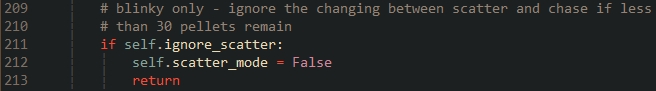 209 # blinky only - ignore the changing between scatter and chase if less
210 # than 30 pellets remain
211 if self.ignore_scatter:
212 self.scatter_mode = False
213 return